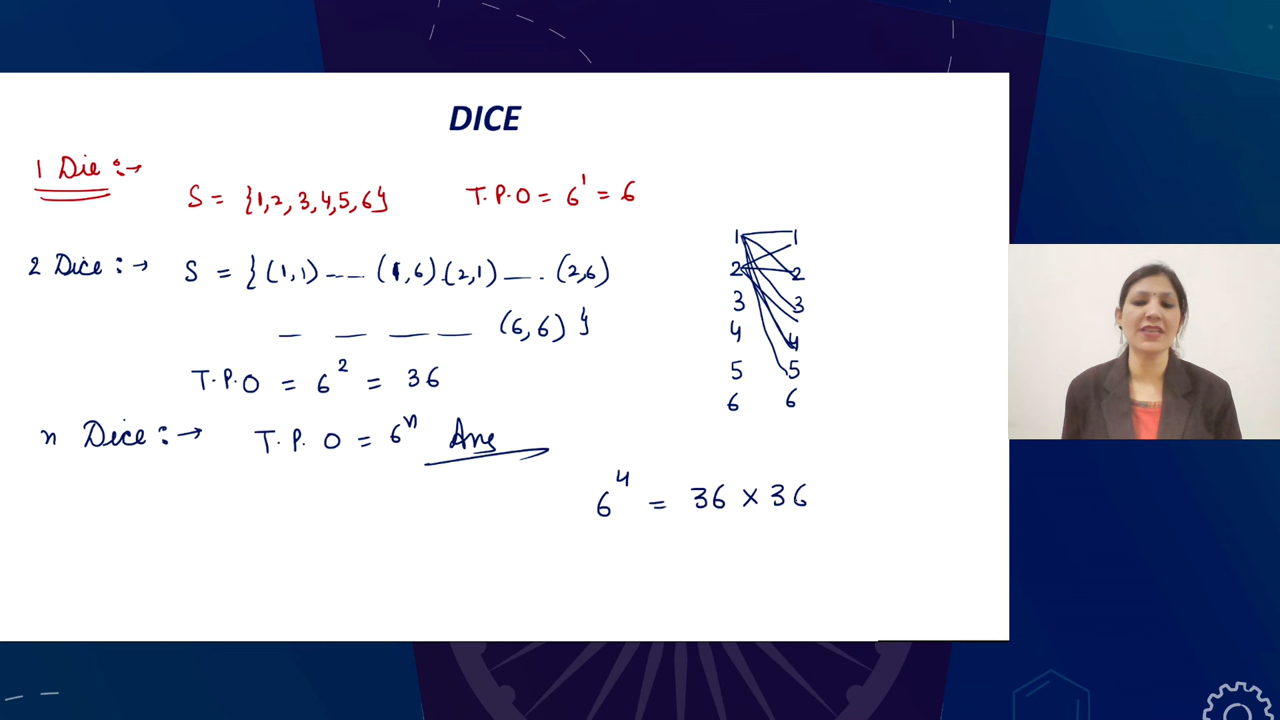 DICE
1 Die :→
S = {1,2,3,4,5,6} T.P.O = 6¹ = 6
2 Dice :→ S = {(1,1) --- (1,6) (2,1) --- (2,6)
— — — — (6,6)}
T.P.O = 6² = 36
n Dice :→ T.P.O = 6ⁿ Ans
1 1
2 2
3 3
4 4
5 5
6 6
6⁴ = 36 × 36